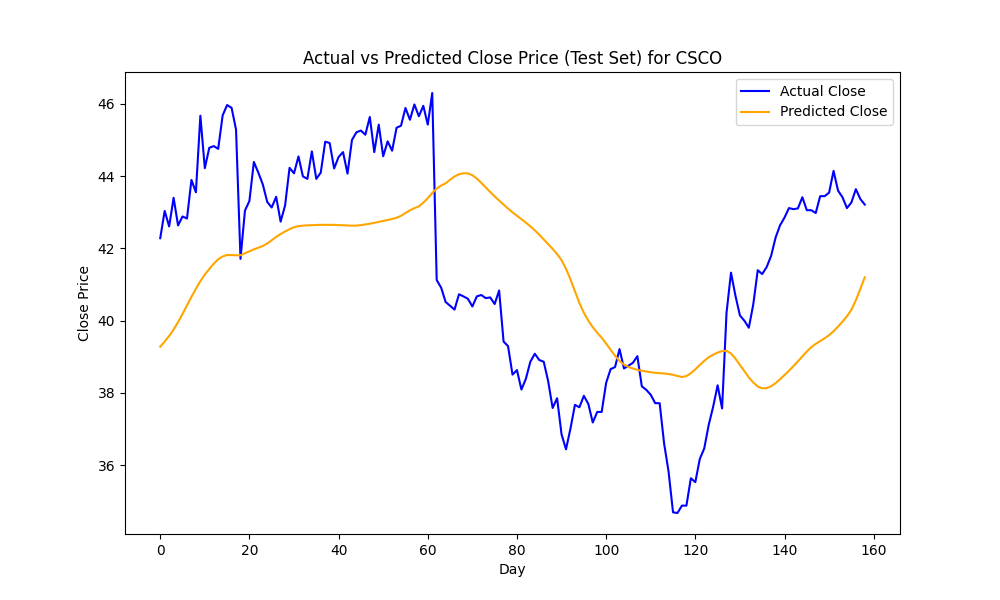 Actual vs Predicted Close Price (Test Set) for CSCO
Actual Close
Predicted Close
Close Price
46
44
42
40
38
36
0 20 40 60 80 100 120 140 160
Day